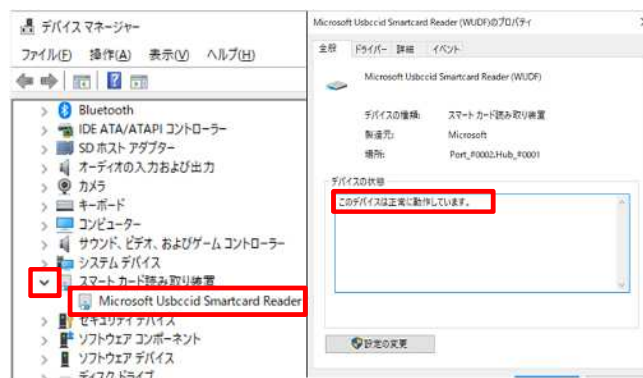 デバイス マネージャー
ファイル(F) 操作(A) 表示(V) ヘルプ(H)
Bluetooth
IDE ATA/ATAPI コントローラー
SD ホスト アダプター
オーディオの入力および出力
カメラ
キーボード
コンピューター
サウンド、ビデオ、およびゲーム コントローラー
システム デバイス
スマート カード読み取り装置
Microsoft Usbccid Smartcard Reader
セキュリティ デバイス
ソフトウェア コンポーネント
ソフトウェア デバイス
ディスク ドライブ
Microsoft Usbccid Smartcard Reader (WUDF)のプロパティ
全般 ドライバー 詳細 イベント
Microsoft Usbccid Smartcard Reader (WUDF)
デバイスの種類: スマート カード読み取り装置
製造元: Microsoft
場所: Port_#0002.Hub_#0001
デバイスの状態
このデバイスは正常に動作しています。
設定の変更